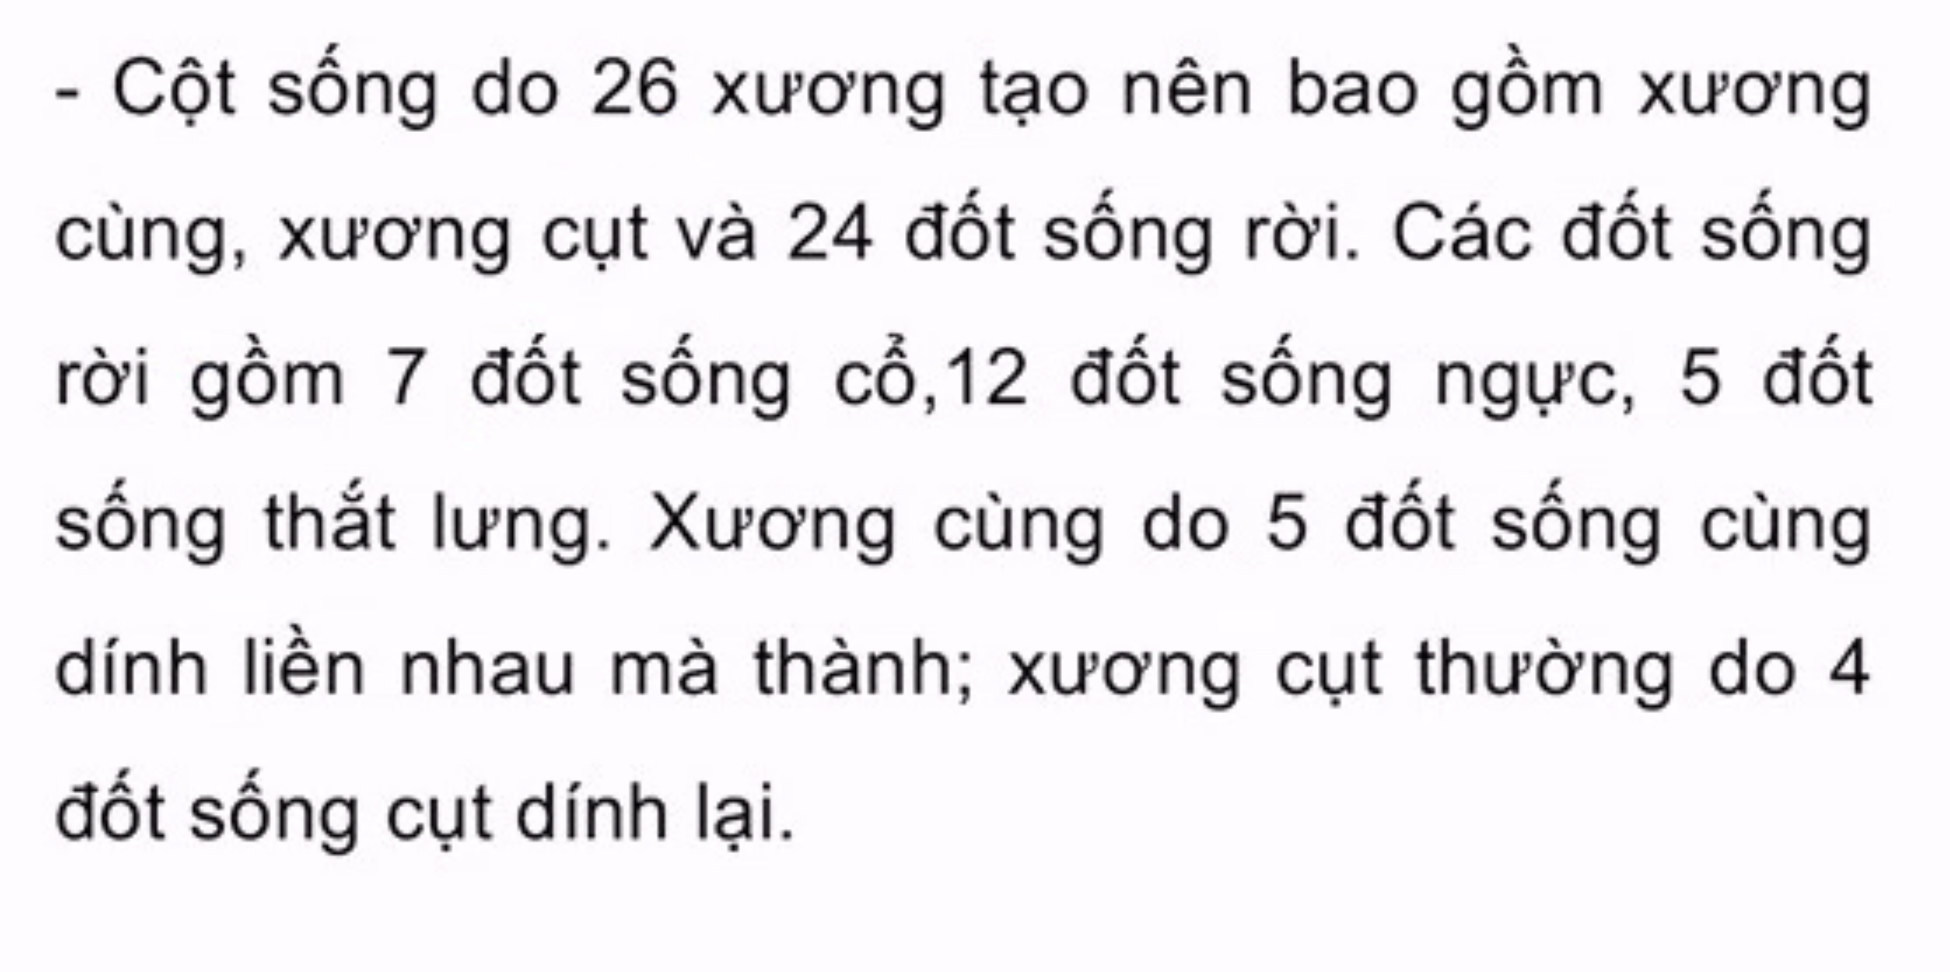 - Cột sống do 26 xương tạo nên bao gồm xương
cùng, xương cụt và 24 đốt sống rời. Các đốt sống
rời gồm 7 đốt sống cổ,12 đốt sống ngực, 5 đốt
sống thắt lưng. Xương cùng do 5 đốt sống cùng
dính liền nhau mà thành; xương cụt thường do 4
đốt sống cụt dính lại.